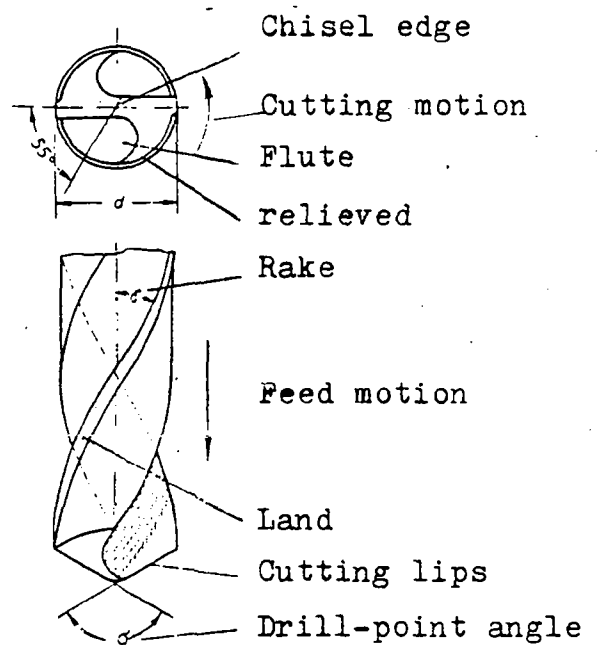 Chisel edge
Cutting motion
Flute
55°
d
relieved
Rake
Feed motion
Land
Cutting lips
Drill-point angle